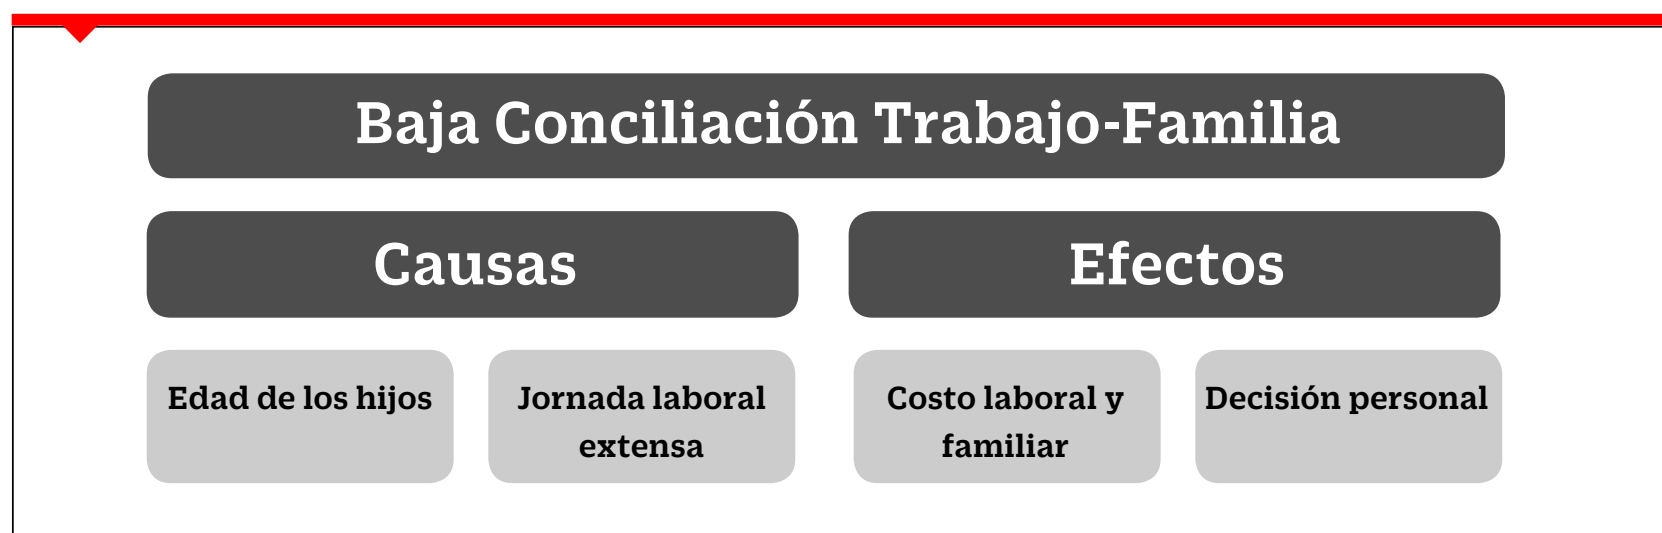 Baja Conciliación Trabajo-Familia
Causas
Efectos
Edad de los hijos
Jornada laboral
extensa
Costo laboral y
familiar
Decisión personal